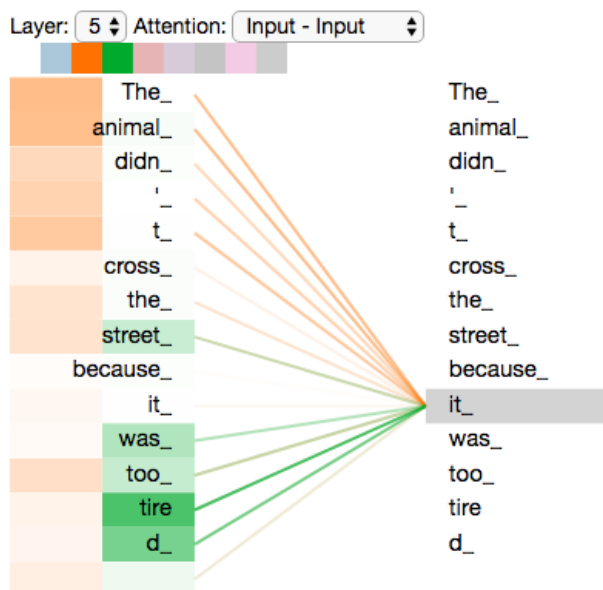 Layer: 5 Attention: Input - Input
The_ The_
animal_ animal_
didn_ didn_
'_ '_
t_ t_
cross_ cross_
the_ the_
street_ street_
because_ because_
it_ it_
was_ was_
too_ too_
tire tire
d_ d_